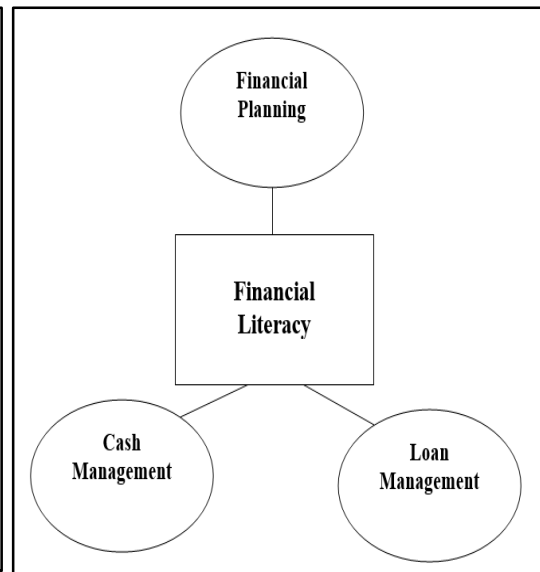 Financial
Planning
Financial
Literacy
Cash
Management
Loan
Management